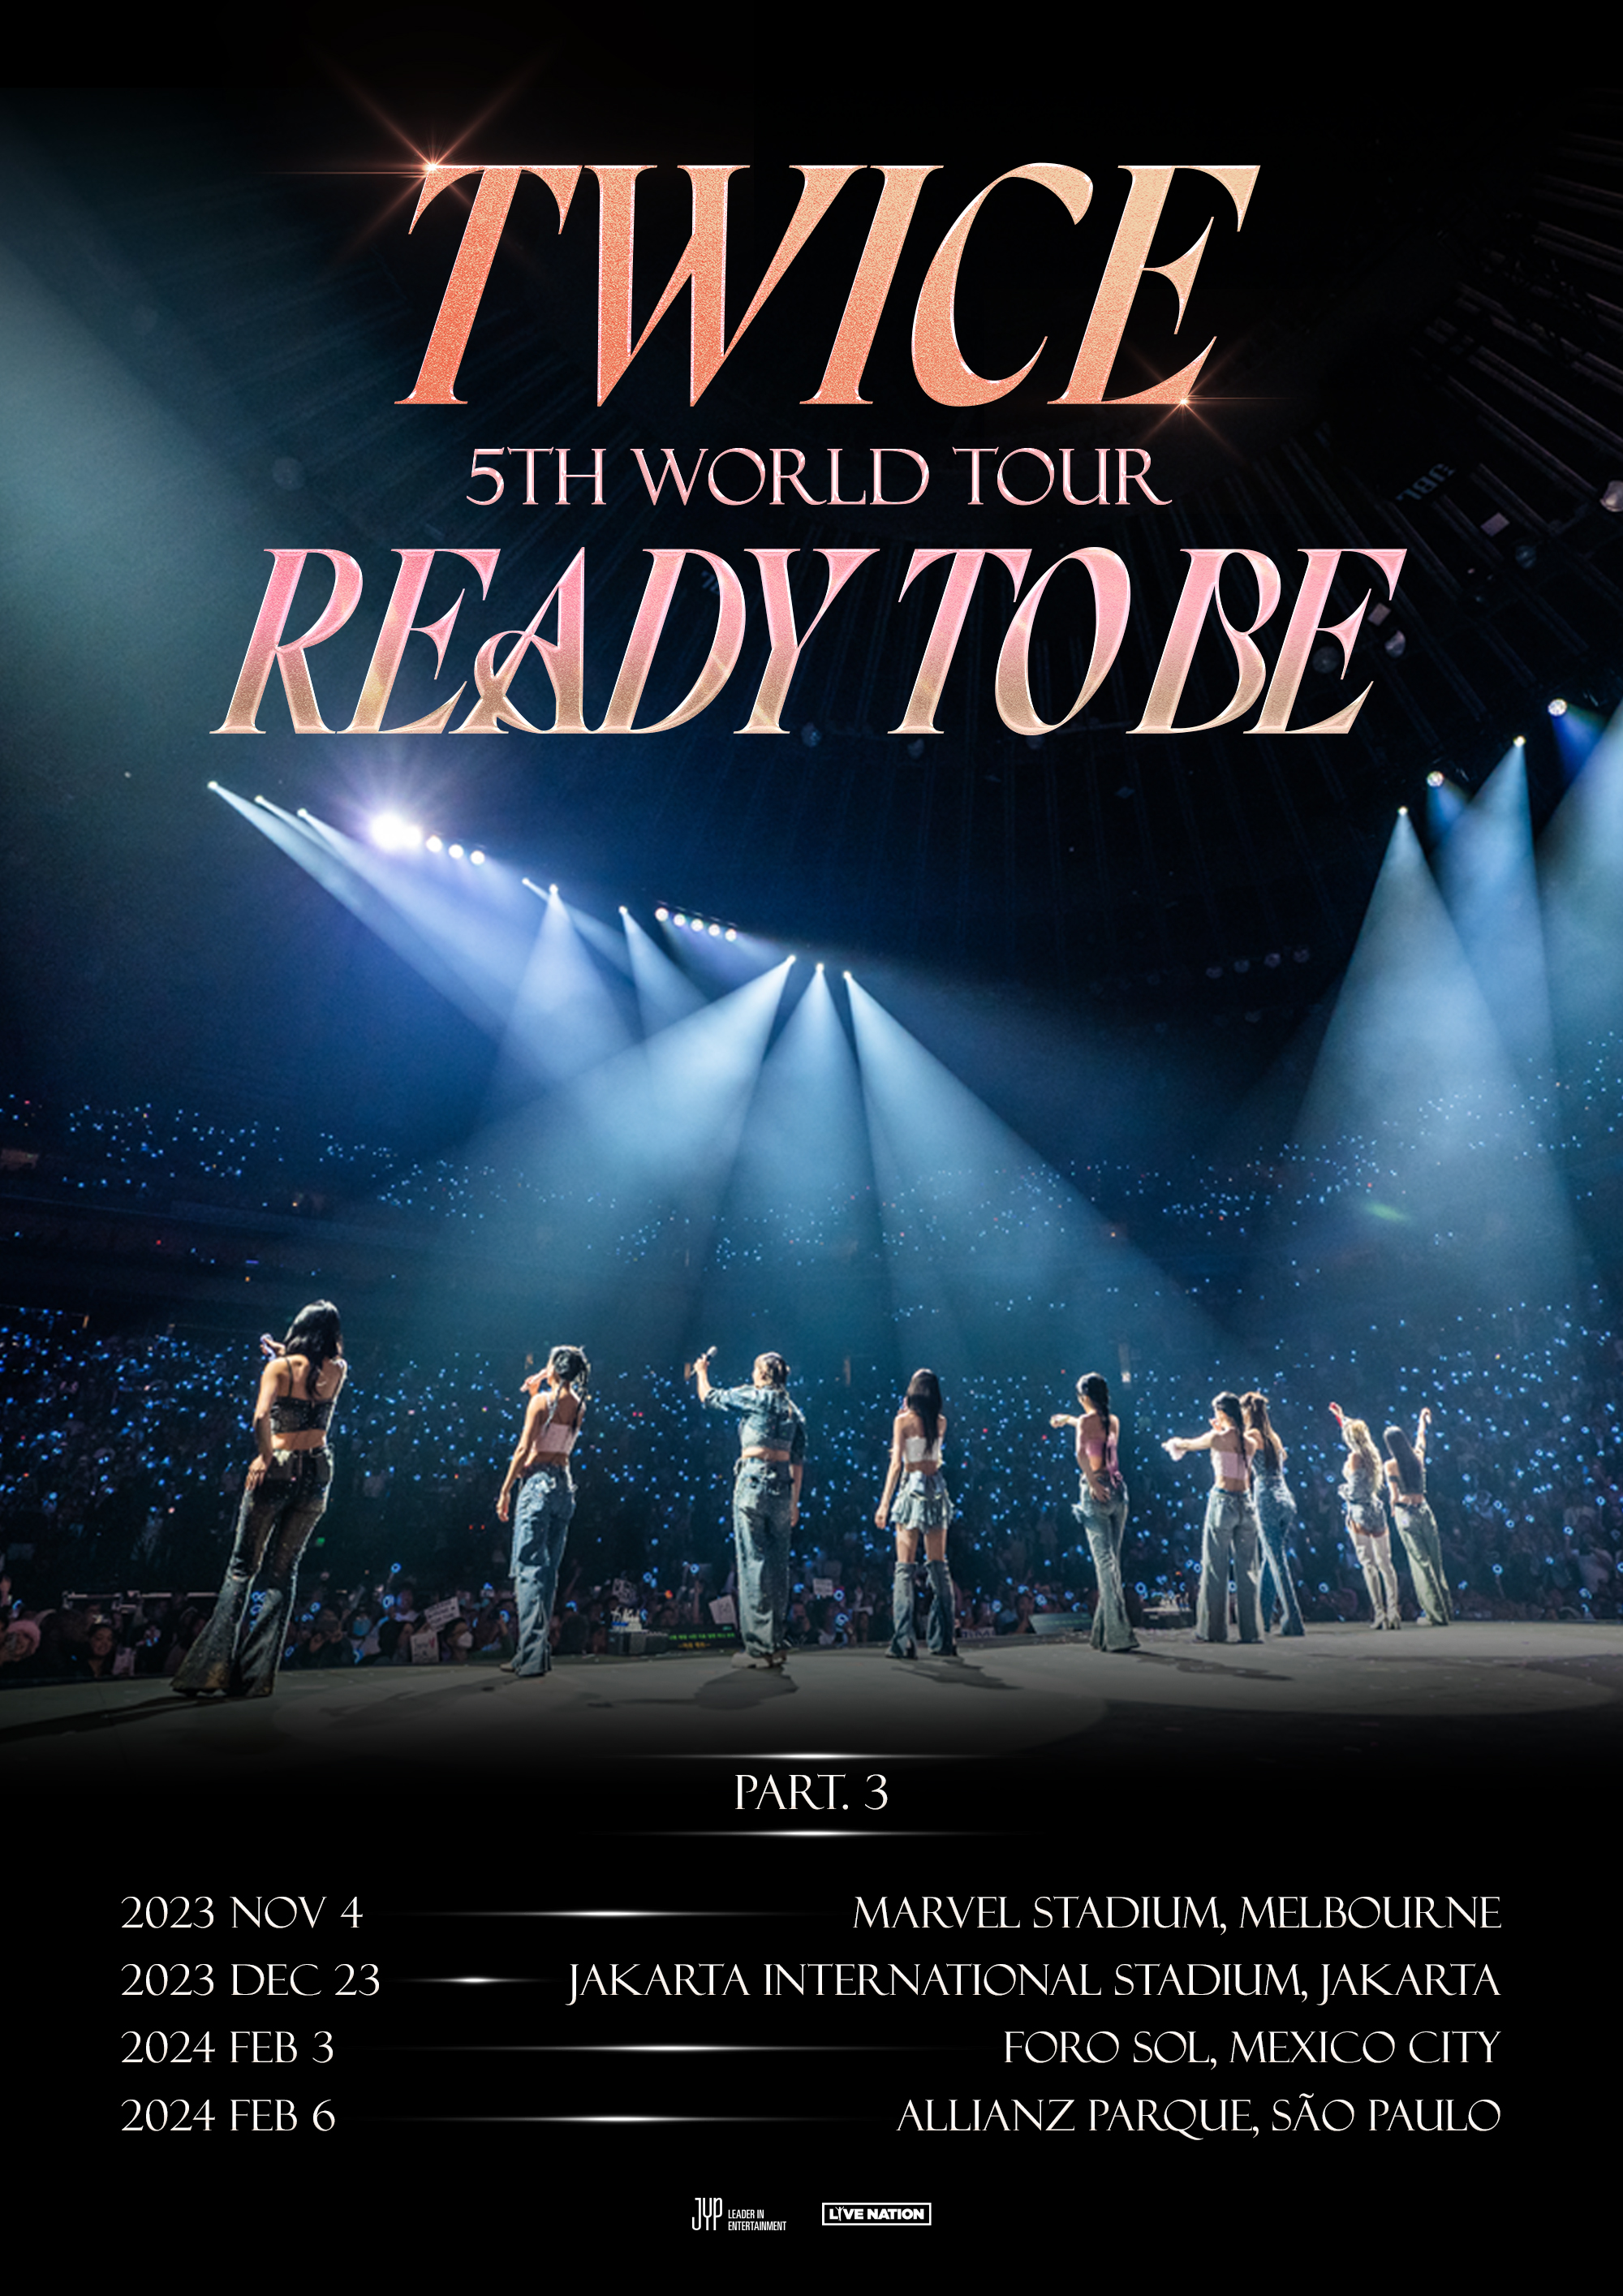 TWICE
5TH WORLD TOUR
READY TO BE
PART. 3
2023 NOV 4 MARVEL STADIUM, MELBOURNE
2023 DEC 23 JAKARTA INTERNATIONAL STADIUM, JAKARTA
2024 FEB 3 FORO SOL, MEXICO CITY
2024 FEB 6 ALLIANZ PARQUE, SÃO PAULO
JYP LEADER IN
ENTERTAINMENT
LIVE NATION